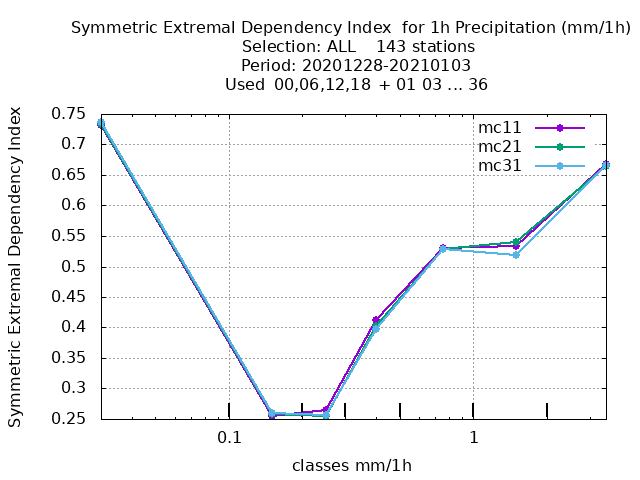 Symmetric Extremal Dependency Index for 1h Precipitation (mm/1h)
Selection: ALL 143 stations
Period: 20201228-20210103
Used 00,06,12,18 + 01 03 ... 36
Symmetric Extremal Dependency Index
0.75
0.7
0.65
0.6
0.55
0.5
0.45
0.4
0.35
0.3
0.25
mc11
mc21
mc31
0.1 1
classes mm/1h